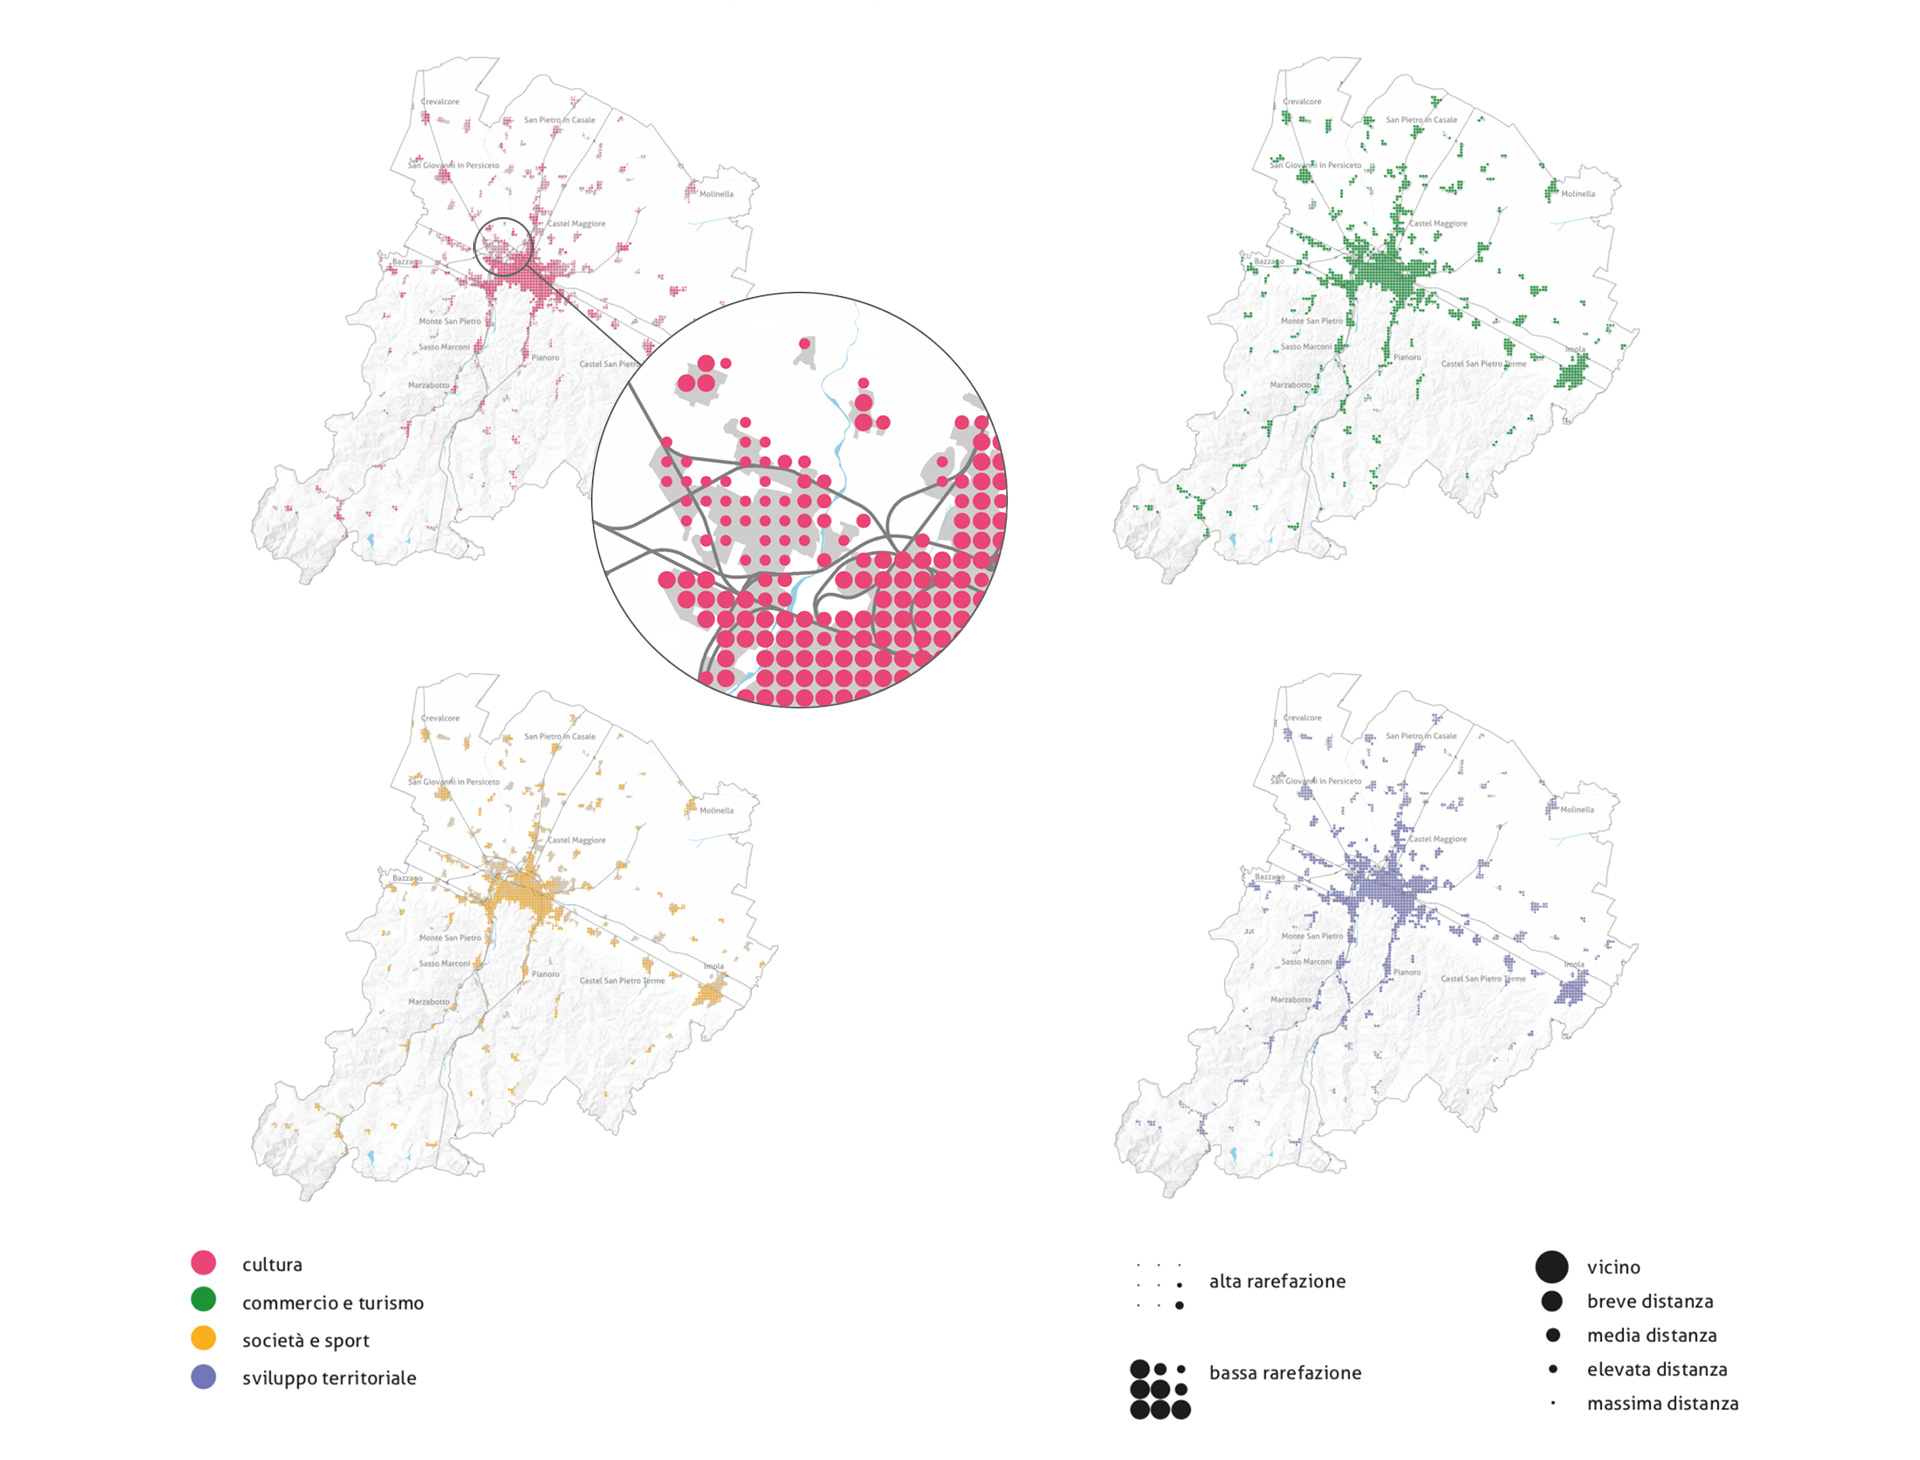 Crevalcore
San Pietro in Casale
San Giovanni in Persiceto
Molinella
Castel Maggiore
Bazzano
Monte San Pietro
Sasso Marconi
Pianoro
Castel San Pietro
Marzabotto
Crevalcore
San Pietro in Casale
San Giovanni in Persiceto
Molinella
Castel Maggiore
Bazzano
Monte San Pietro
Sasso Marconi
Imola
Pianoro
Castel San Pietro Terme
Marzabotto
Crevalcore
San Pietro in Casale
San Giovanni in Persiceto
Molinella
Castel Maggiore
Bazzano
Monte San Pietro
Sasso Marconi
Imola
Pianoro
Castel San Pietro Terme
Marzabotto
Crevalcore
San Pietro in Casale
San Giovanni in Persiceto
Molinella
Castel Maggiore
Bazzano
Monte San Pietro
Sasso Marconi
Imola
Pianoro
Castel San Pietro Terme
Marzabotto
cultura
commercio e turismo
società e sport
sviluppo territoriale
alta rarefazione
bassa rarefazione
vicino
breve distanza
media distanza
elevata distanza
massima distanza